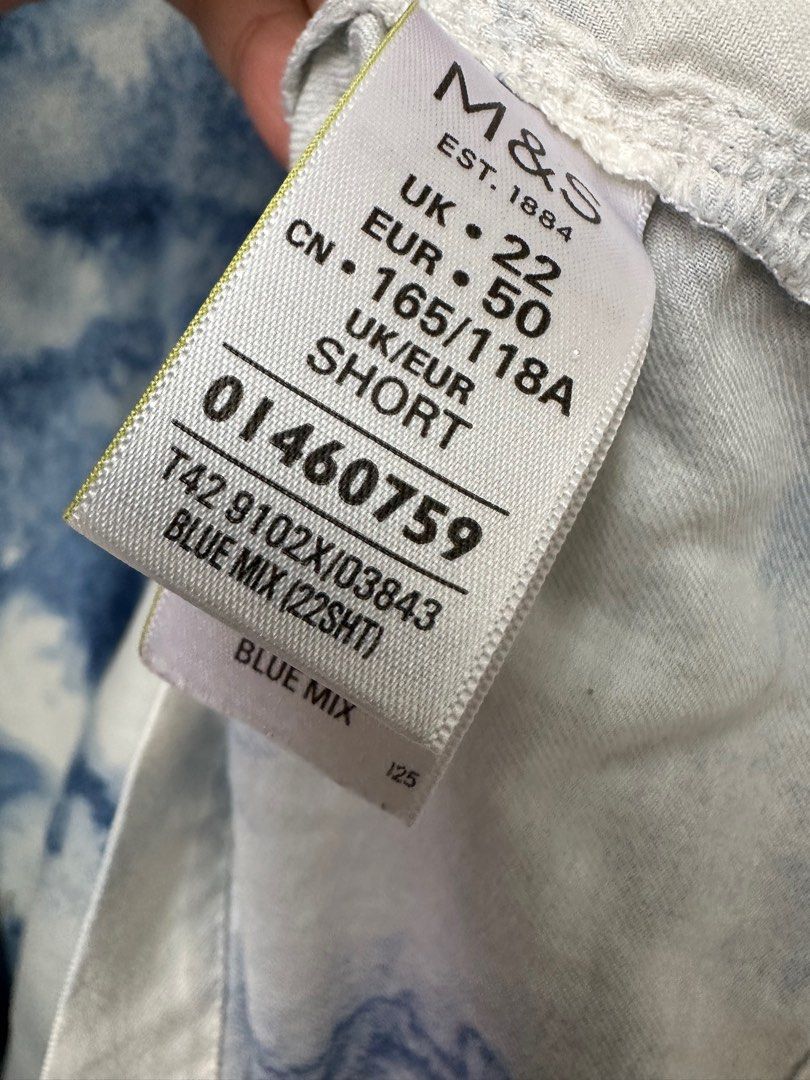 M&S
EST. 1884
UK • 22
EUR • 50
CN • 165/118A
UK/EUR
SHORT
01460759
T42 9102X/03843
BLUE MIX (22SHT)
BLUE MIX
125